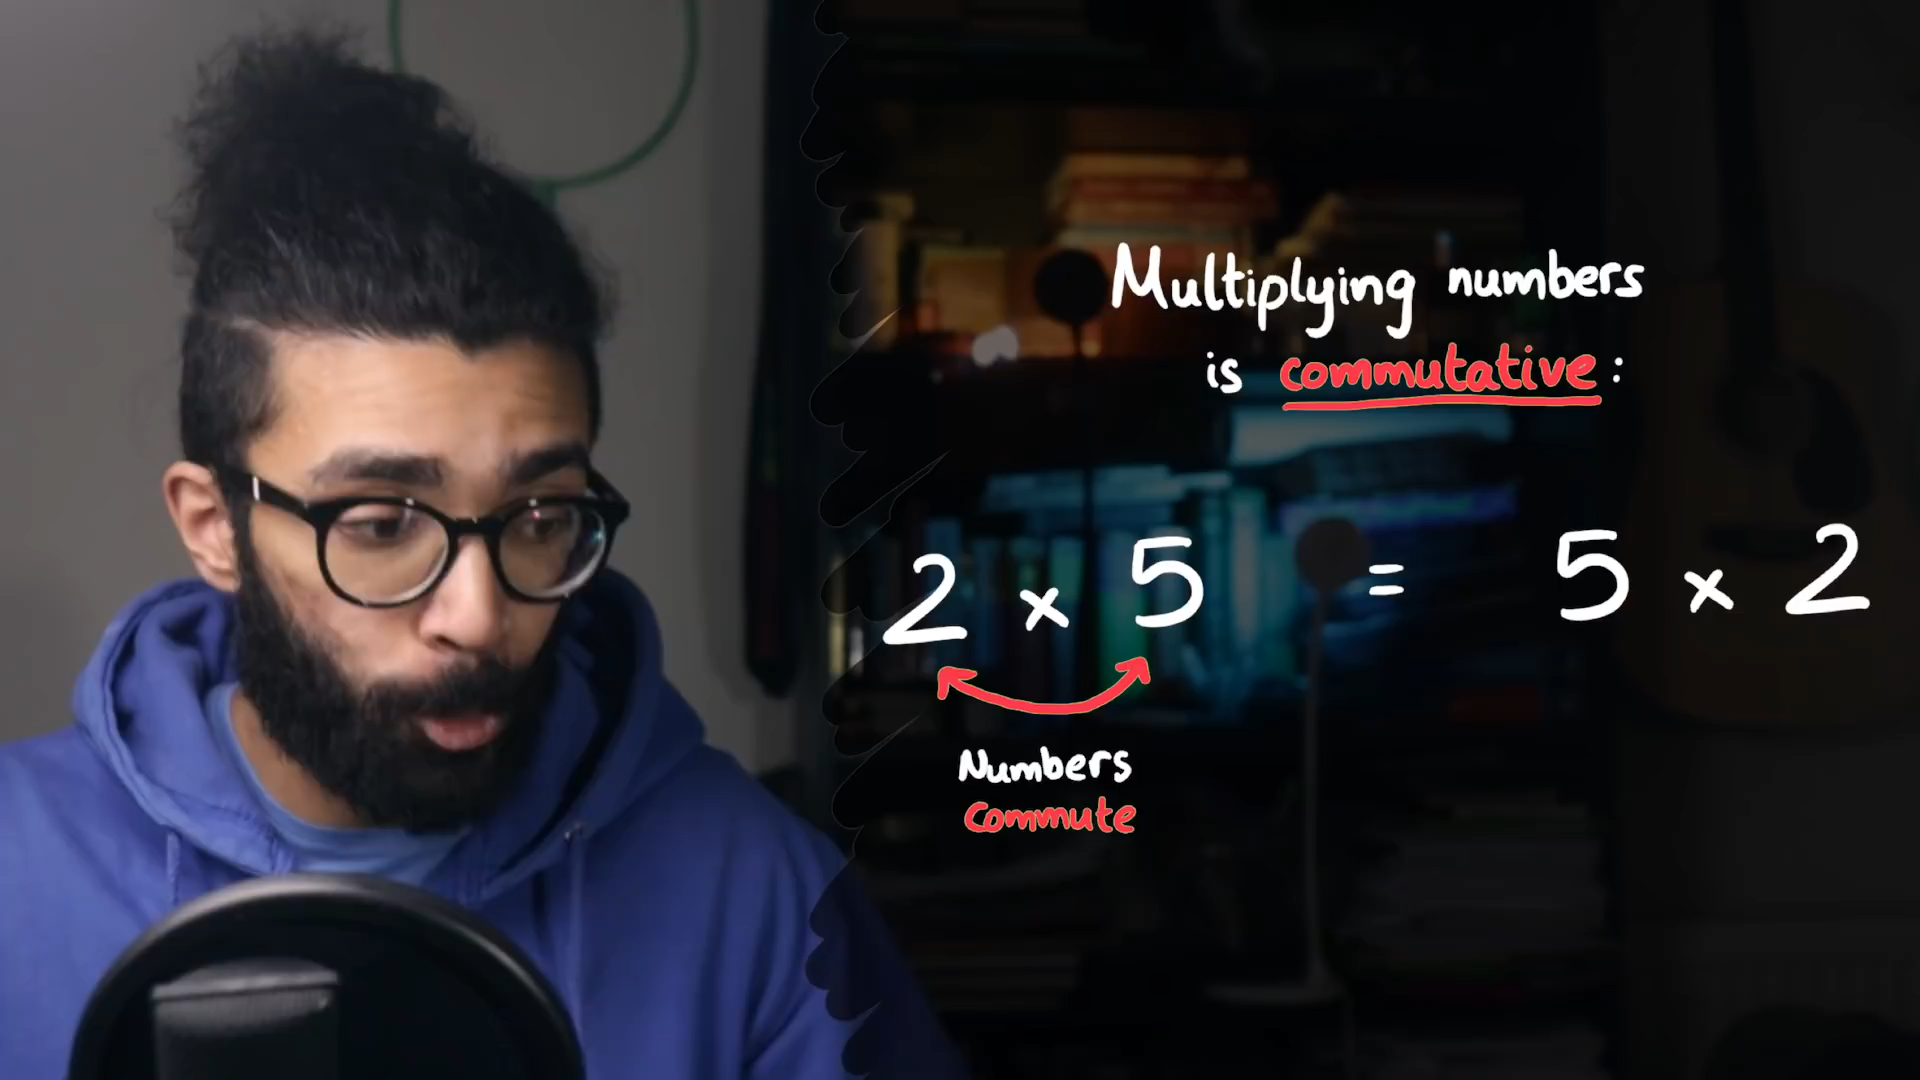 Multiplying numbers
is commutative:
2 × 5 = 5 × 2
Numbers
commute